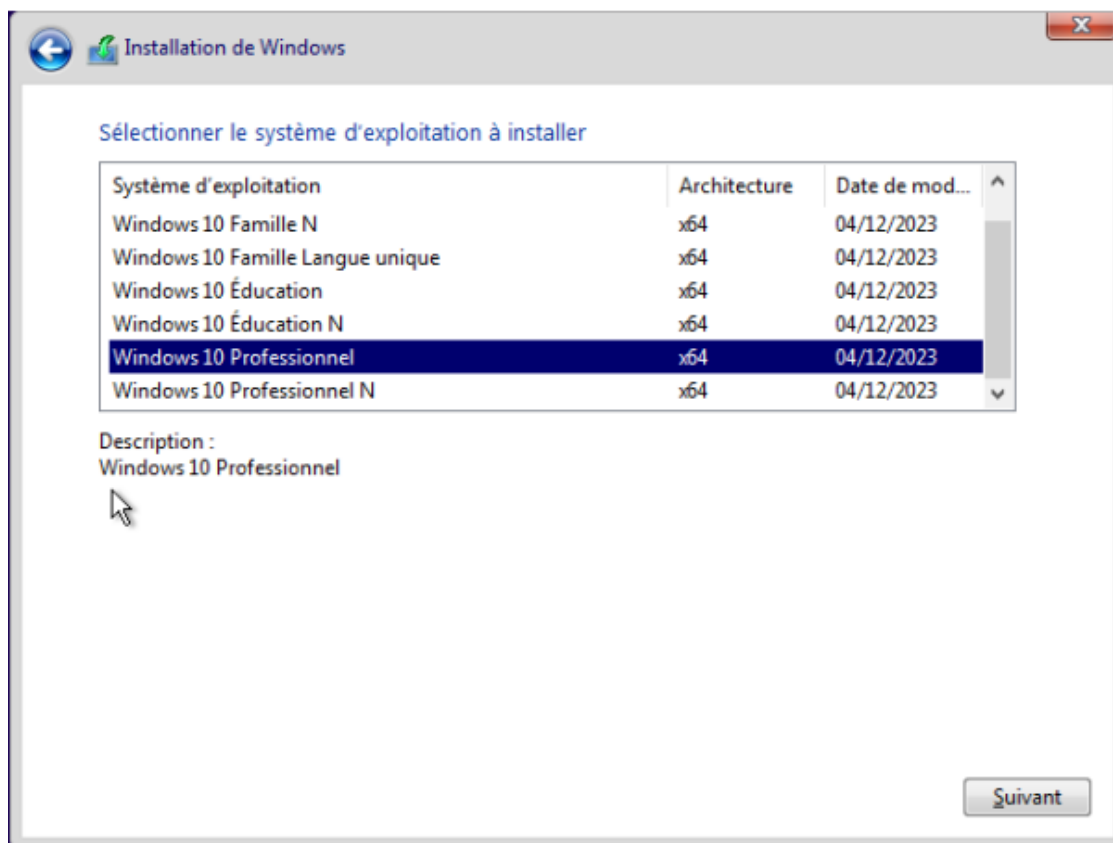 Installation de Windows
Sélectionner le système d'exploitation à installer
Système d'exploitation Architecture Date de mod...
Windows 10 Famille N x64 04/12/2023
Windows 10 Famille Langue unique x64 04/12/2023
Windows 10 Éducation x64 04/12/2023
Windows 10 Éducation N x64 04/12/2023
Windows 10 Professionnel x64 04/12/2023
Windows 10 Professionnel N x64 04/12/2023
Description :
Windows 10 Professionnel
Suivant